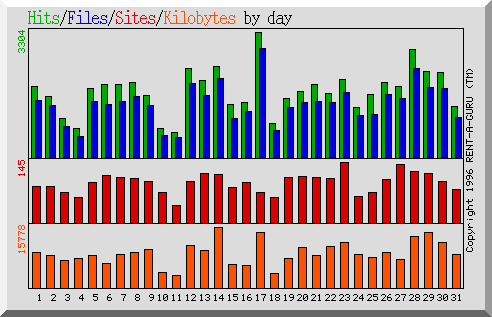 Hits/Files/Sites/Kilobytes by day
3304
145
15778
Copyright 1996 RENT-A-GURU (TM)
1 2 3 4 5 6 7 8 9 10 11 12 13 14 15 16 17 18 19 20 21 22 23 24 25 26 27 28 29 30 31